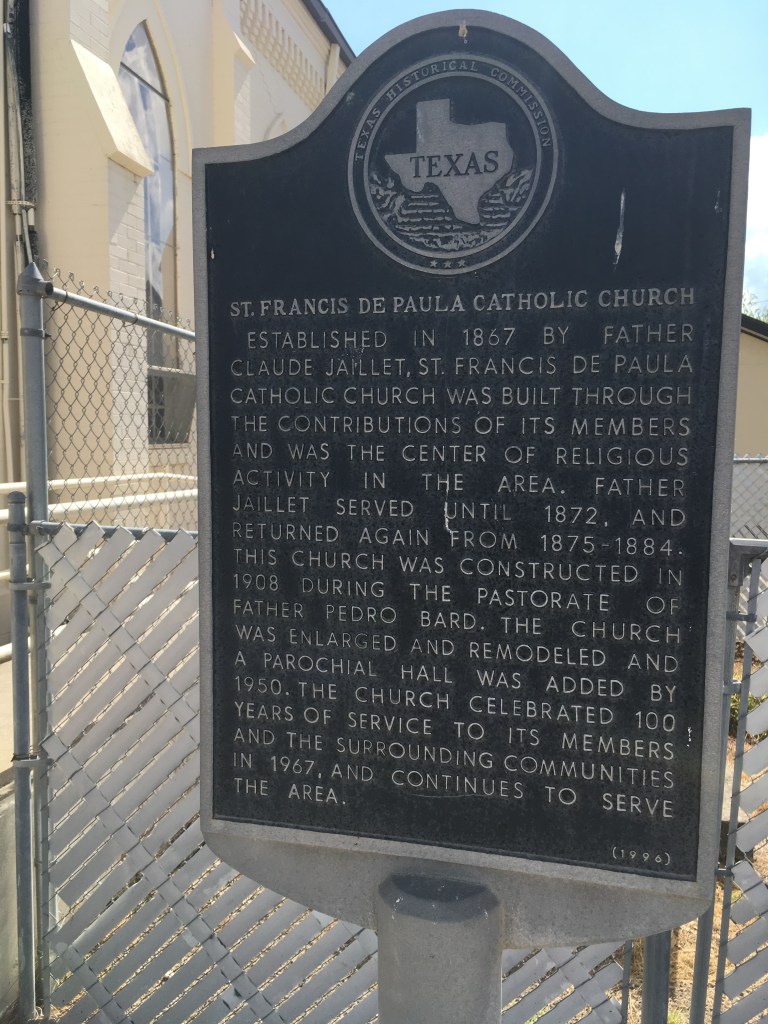 TEXAS HISTORICAL COMMISSION
TEXAS
ST. FRANCIS DE PAULA CATHOLIC CHURCH
ESTABLISHED IN 1867 BY FATHER
CLAUDE JAILLET, ST. FRANCIS DE PAULA
CATHOLIC CHURCH WAS BUILT THROUGH
THE CONTRIBUTIONS OF ITS MEMBERS
AND WAS THE CENTER OF RELIGIOUS
ACTIVITY IN THE AREA. FATHER
JAILLET SERVED UNTIL 1872, AND
RETURNED AGAIN FROM 1875-1884.
THIS CHURCH WAS CONSTRUCTED IN
1908 DURING THE PASTORATE OF
FATHER PEDRO BARD. THE CHURCH
WAS ENLARGED AND REMODELED AND
A PAROCHIAL HALL WAS ADDED BY
1950. THE CHURCH CELEBRATED 100
YEARS OF SERVICE TO ITS MEMBERS
AND THE SURROUNDING COMMUNITIES
IN 1967, AND CONTINUES TO SERVE
THE AREA.
(1996)